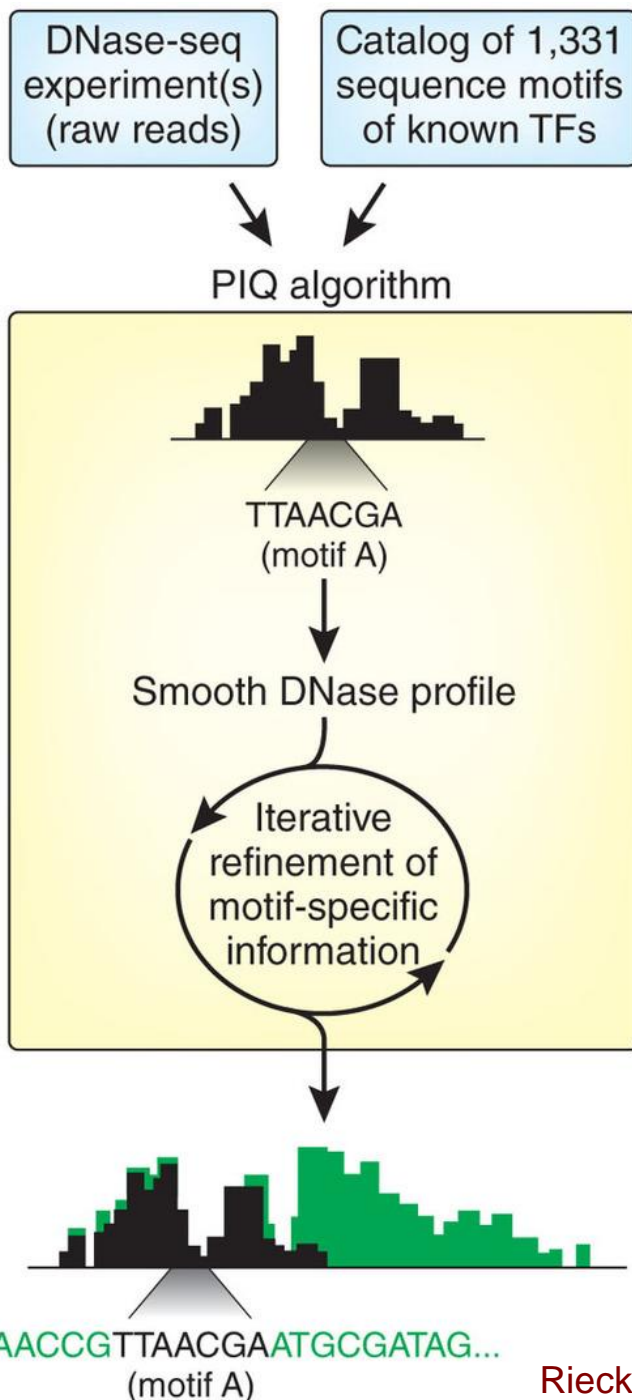 DNase-seq
experiment(s)
(raw reads)
Catalog of 1,331
sequence motifs
of known TFs
PIQ algorithm
TTAACGA
(motif A)
Smooth DNase profile
Iterative
refinement of
motif-specific
information
AACCGTTAACGAATGCGATAG...
(motif A)
Rieck